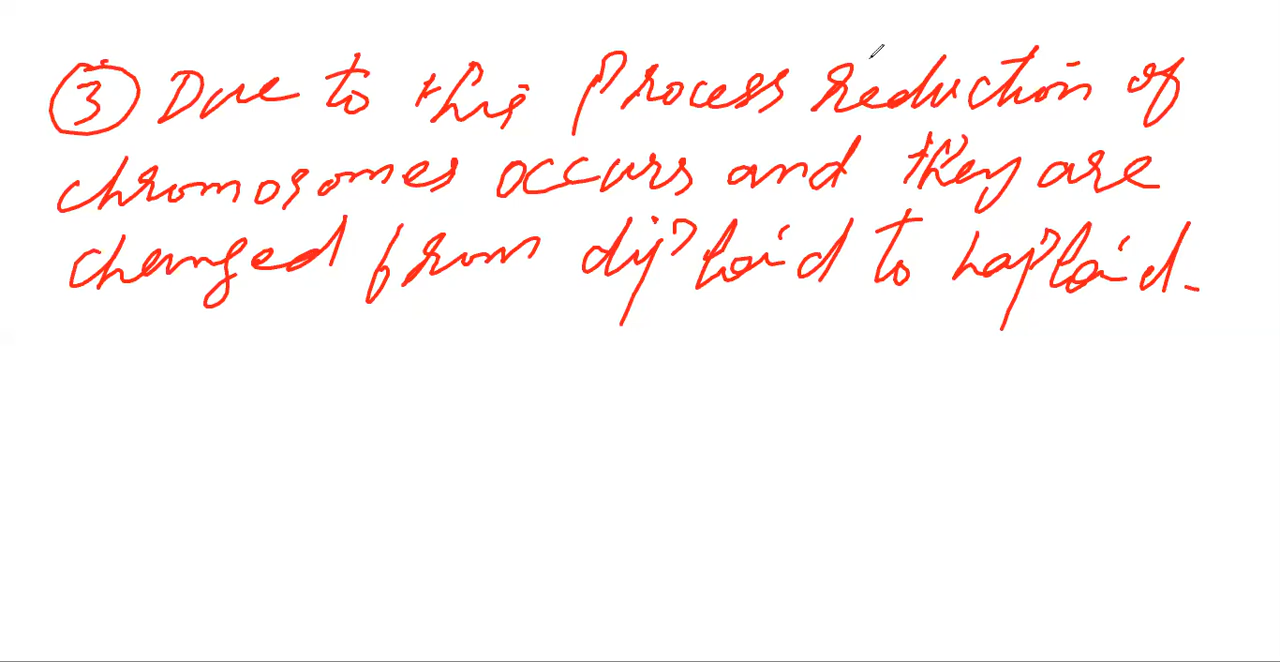 ③ Due to this process reduction of
chromosomes occurs and they are
changed from diploid to haploid.